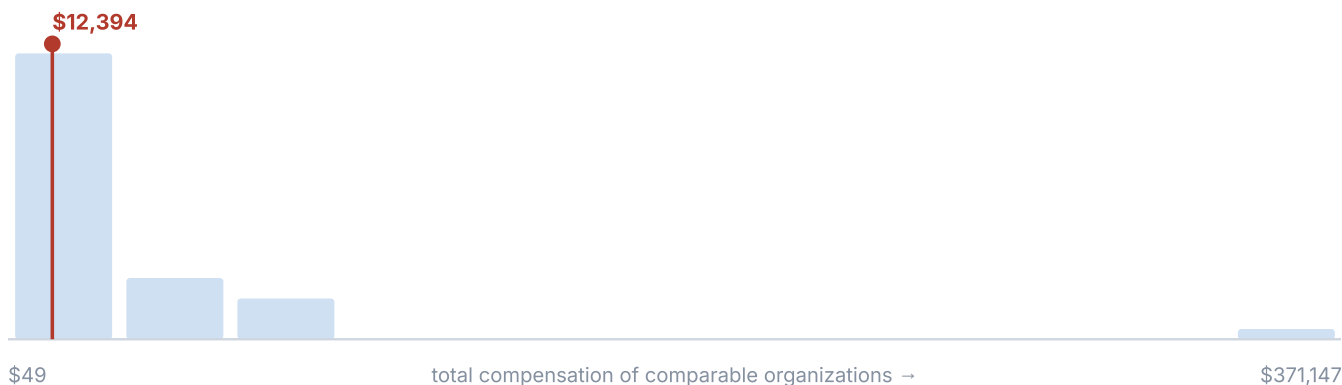 $12,394
$49 total compensation of comparable organizations → $371,147